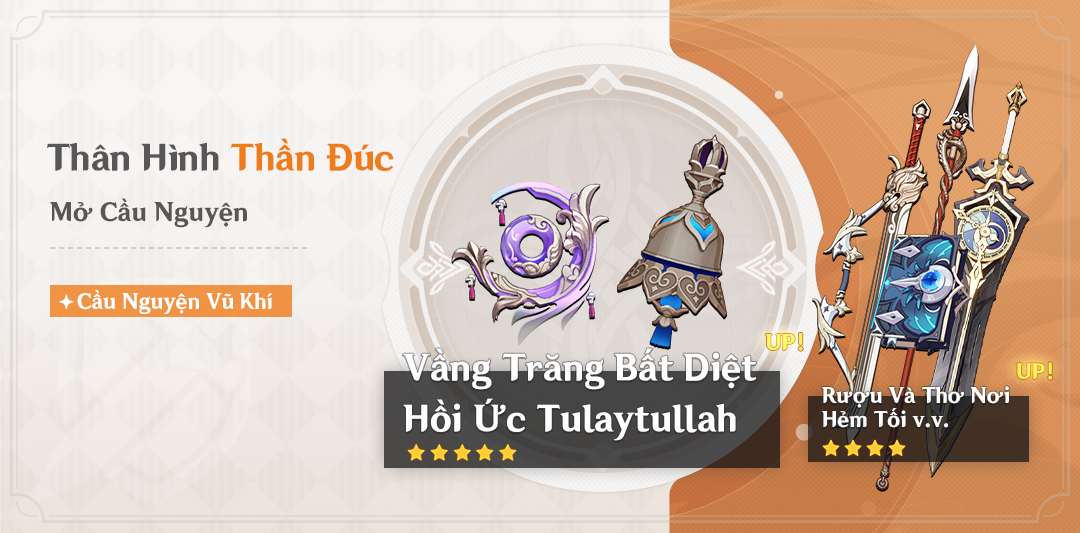 Thân Hình Thần Đúc
Mở Cầu Nguyện
Cầu Nguyện Vũ Khí
UP!
Vầng Trăng Bất Diệt
Hồi Ức Tulaytullah
UP!
Rượu Và Thơ Nơi
Hẻm Tối v.v.